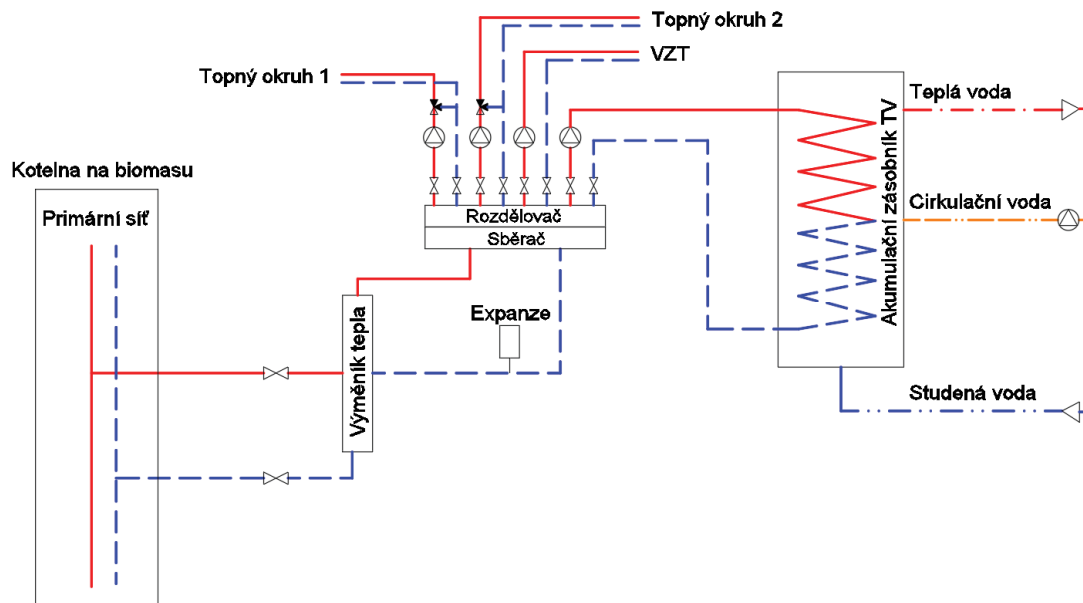 Topný okruh 2
VZT
Topný okruh 1
Teplá voda
Kotelna na biomasu
Primární síť
Rozdělovač
Sběrač
Cirkulační voda
Akumulační zásobník TV
Expanze
Výměník tepla
Studená voda